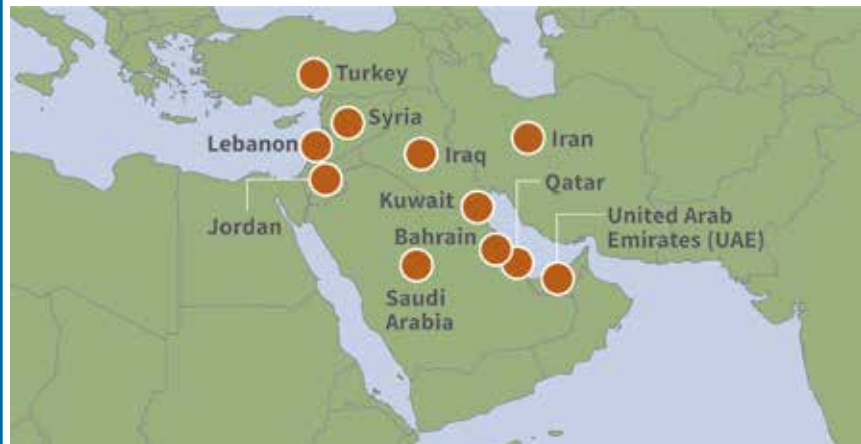 Turkey
Syria
Lebanon
Iraq
Iran
Qatar
Kuwait
Jordan
United Arab
Emirates (UAE)
Bahrain
Saudi
Arabia